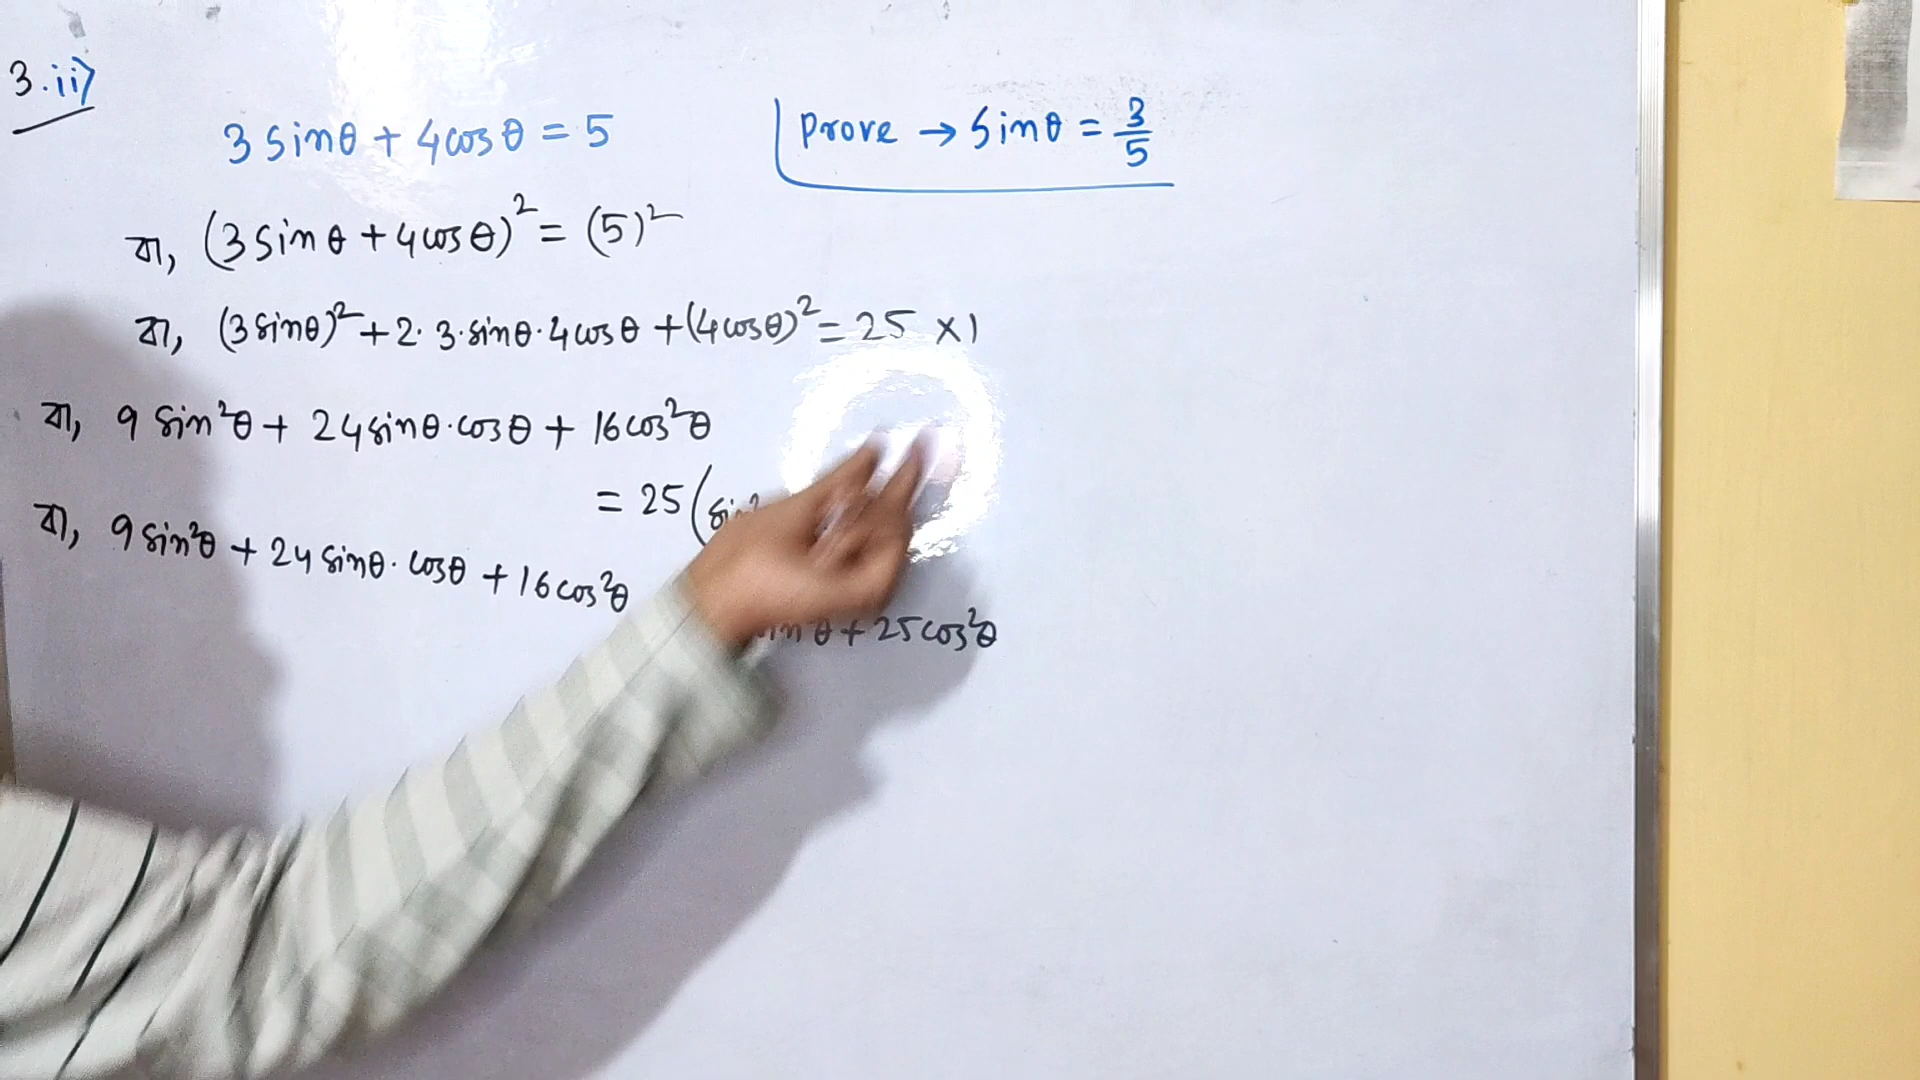 3.ii)
3 sinθ + 4cosθ = 5
Prove → sinθ = 3/5
বা, (3 sinθ + 4cosθ)² = (5)²
বা, (3 sinθ)² + 2. 3. sinθ. 4cosθ + (4cosθ)² = 25 ×1
বা, 9 sin²θ + 24 sinθ. cosθ + 16cos²θ
= 25(
বা, 9 sin²θ + 24 sinθ. cosθ + 16cos²θ
θ + 25cos²θ